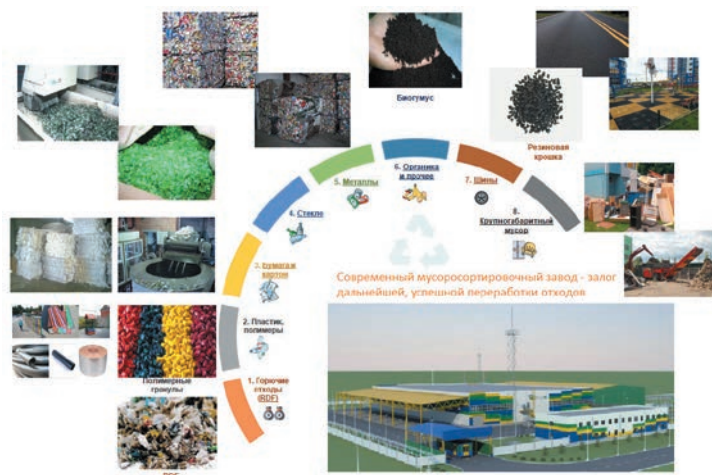 Биогумус
Резиновая
крошка
6. Органика
и прочее
5. Металлы
7. Шины
8.
Крупногабаритный
мусор
4. Стекло
3. Бумага и
картон
Современный мусоросортировочный завод - залог
дальнейшей, успешной переработки отходов
2. Пластик,
полимеры
Полимерные
гранулы
1. Горючие
отходы
(RDF)